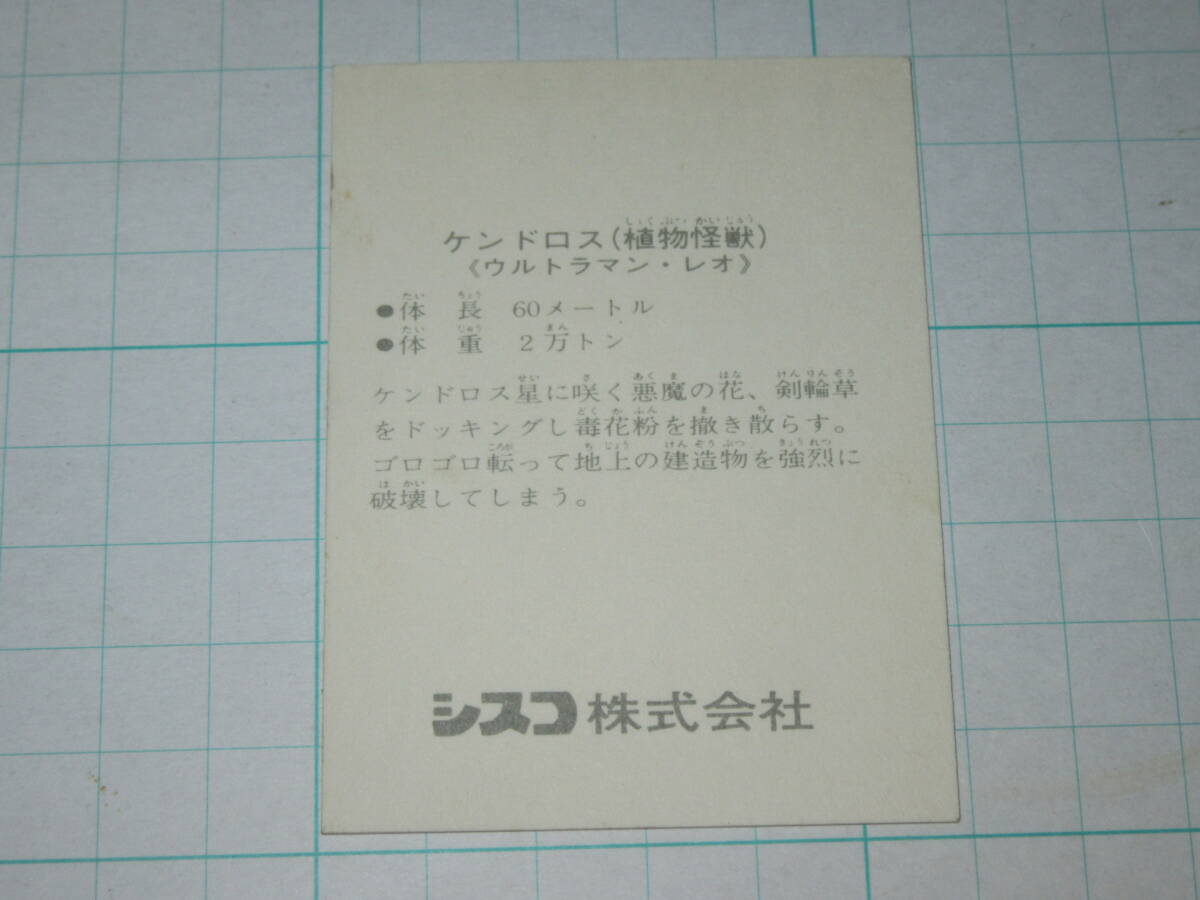 ケンドロス(植物怪獣)
《ウルトラマン・レオ》
●体長 60メートル
●体重 2万トン
ケンドロス星に咲く悪魔の花、剣輪草
をドッキングし毒花粉を撒き散らす。
ゴロゴロ転って地上の建造物を強烈に
破壊してしまう。
シスコ株式会社